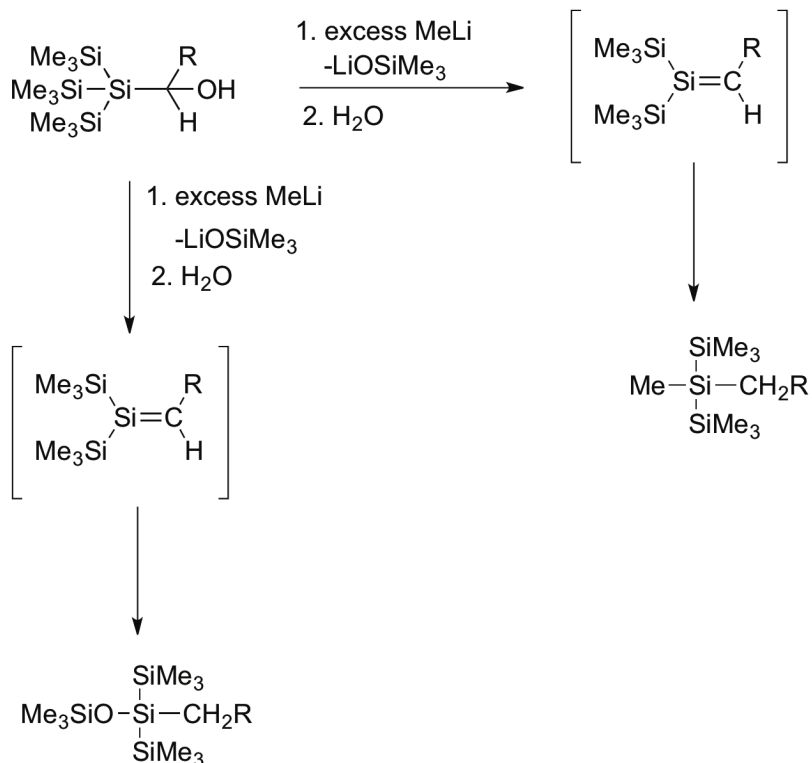 Me₃Si R
Me₃Si–Si–C–OH
Me₃Si H
1. excess MeLi
-LiOSiMe₃
2. H₂O
Me₃Si R
Si=C
Me₃Si H
1. excess MeLi
-LiOSiMe₃
2. H₂O
SiMe₃
Me–Si–CH₂R
SiMe₃
Me₃Si R
Si=C
Me₃Si H
SiMe₃
Me₃SiO–Si–CH₂R
SiMe₃